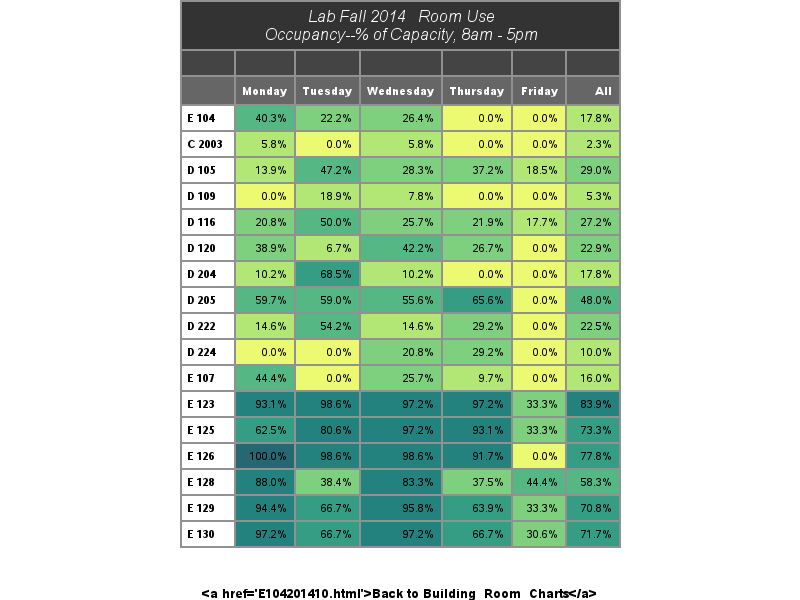 Lab Fall 2014 Room Use
Occupancy--% of Capacity, 8am - 5pm
Monday Tuesday Wednesday Thursday Friday All
E 104 40.3% 22.2% 26.4% 0.0% 0.0% 17.8%
C 2003 5.8% 0.0% 5.8% 0.0% 0.0% 2.3%
D 105 13.9% 47.2% 28.3% 37.2% 18.5% 29.0%
D 109 0.0% 18.9% 7.8% 0.0% 0.0% 5.3%
D 116 20.8% 50.0% 25.7% 21.9% 17.7% 27.2%
D 120 38.9% 6.7% 42.2% 26.7% 0.0% 22.9%
D 204 10.2% 68.5% 10.2% 0.0% 0.0% 17.8%
D 205 59.7% 59.0% 55.6% 65.6% 0.0% 48.0%
D 222 14.6% 54.2% 14.6% 29.2% 0.0% 22.5%
D 224 0.0% 0.0% 20.8% 29.2% 0.0% 10.0%
E 107 44.4% 0.0% 25.7% 9.7% 0.0% 16.0%
E 123 93.1% 98.6% 97.2% 97.2% 33.3% 83.9%
E 125 62.5% 80.6% 97.2% 93.1% 33.3% 73.3%
E 126 100.0% 98.6% 98.6% 91.7% 0.0% 77.8%
E 128 88.0% 38.4% 83.3% 37.5% 44.4% 58.3%
E 129 94.4% 66.7% 95.8% 63.9% 33.3% 70.8%
E 130 97.2% 66.7% 97.2% 66.7% 30.6% 71.7%
<a href='E104201410.html'>Back to Building_Room_Charts</a>